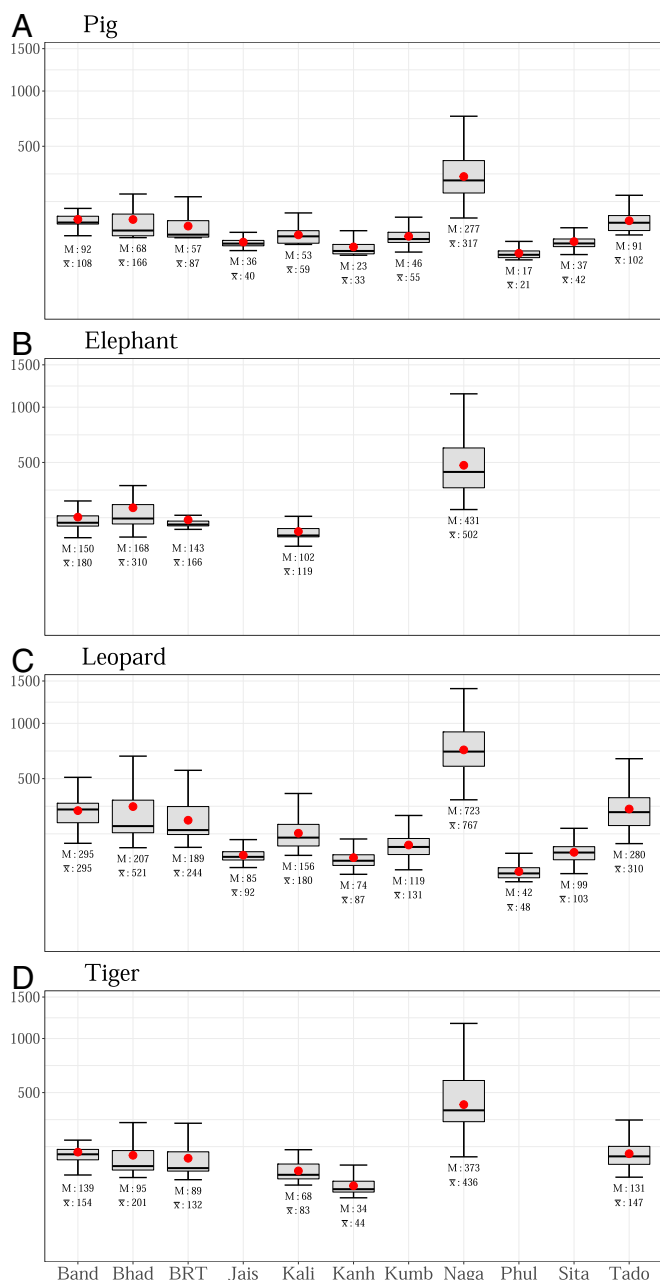 A Pig
1500
1000
500
M : 92 M : 68 M : 57 M : 36 M : 53 M : 23 M : 46 M : 277 M : 17 M : 37 M : 91
x̅ : 108 x̅ : 166 x̅ : 87 x̅ : 40 x̅ : 59 x̅ : 33 x̅ : 55 x̅ : 317 x̅ : 21 x̅ : 42 x̅ : 102
B Elephant
1500
1000
500
M : 150 M : 168 M : 143 M : 102 M : 431
x̅ : 180 x̅ : 310 x̅ : 166 x̅ : 119 x̅ : 502
C Leopard
1500
1000
500
M : 295 M : 207 M : 189 M : 85 M : 156 M : 74 M : 119 M : 723 M : 42 M : 99 M : 280
x̅ : 295 x̅ : 521 x̅ : 244 x̅ : 92 x̅ : 180 x̅ : 87 x̅ : 131 x̅ : 767 x̅ : 48 x̅ : 103 x̅ : 310
D Tiger
1500
1000
500
M : 139 M : 95 M : 89 M : 68 M : 34 M : 373 M : 131
x̅ : 154 x̅ : 201 x̅ : 132 x̅ : 83 x̅ : 44 x̅ : 436 x̅ : 147
Band Bhad BRT Jais Kali Kanh Kumb Naga Phul Sita Tado